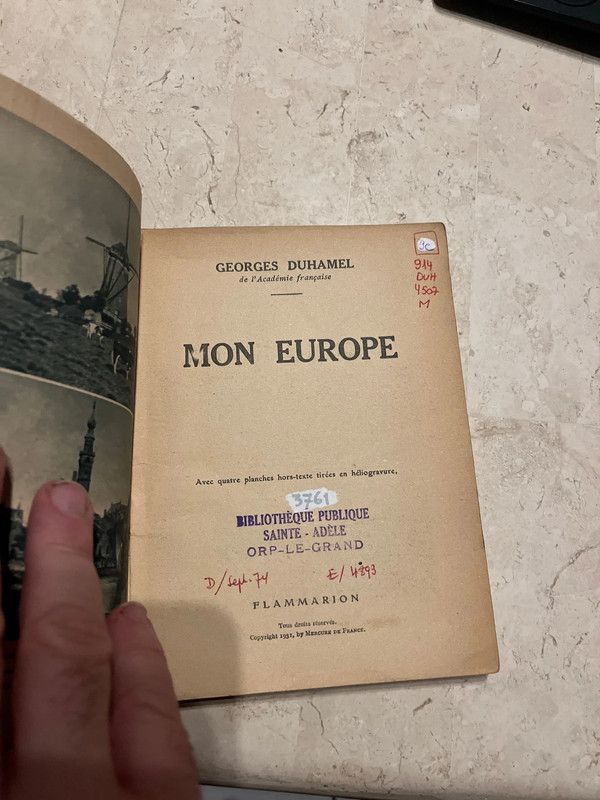 9c
914
DUH
4507
M
GEORGES DUHAMEL
de l'Académie française
MON EUROPE
Avec quatre planches hors-texte tirées en héliogravure,
3761
BIBLIOTHÈQUE PUBLIQUE
SAINTE - ADÈLE
ORP-LE-GRAND
D/Sept. 74 E/4893
FLAMMARION
Tous droits réservés.
Copyright 1931, by MERCURE DE FRANCE.